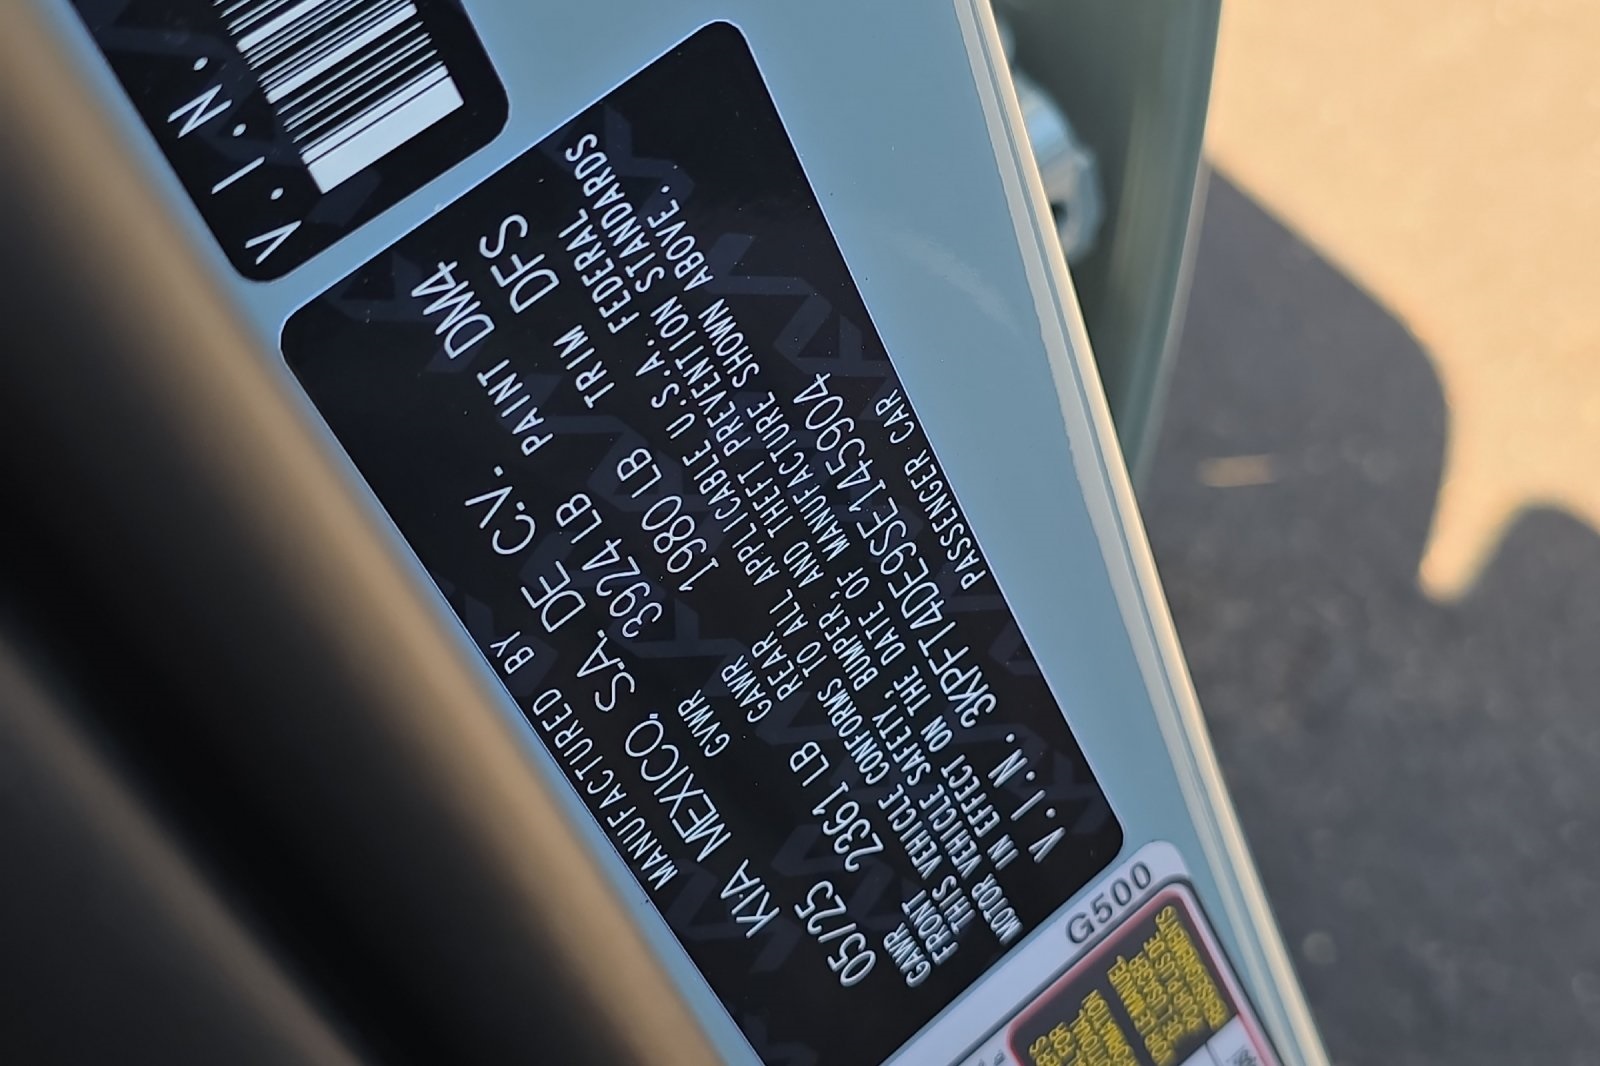 V.I.N.
MANUFACTURED BY
KIA MEXICO, S.A. DE C.V. PAINT DM4
05/25 GVWR 3924 LB TRIM DFS
GAWR FRONT 2361 LB GAWR REAR 1980 LB
THIS VEHICLE CONFORMS TO ALL APPLICABLE U.S.A. FEDERAL
MOTOR VEHICLE SAFETY, BUMPER, AND THEFT PREVENTION STANDARDS
IN EFFECT ON THE DATE OF MANUFACTURE SHOWN ABOVE.
V.I.N. 3KPFT4DE9SE145904
PASSENGER CAR
G500